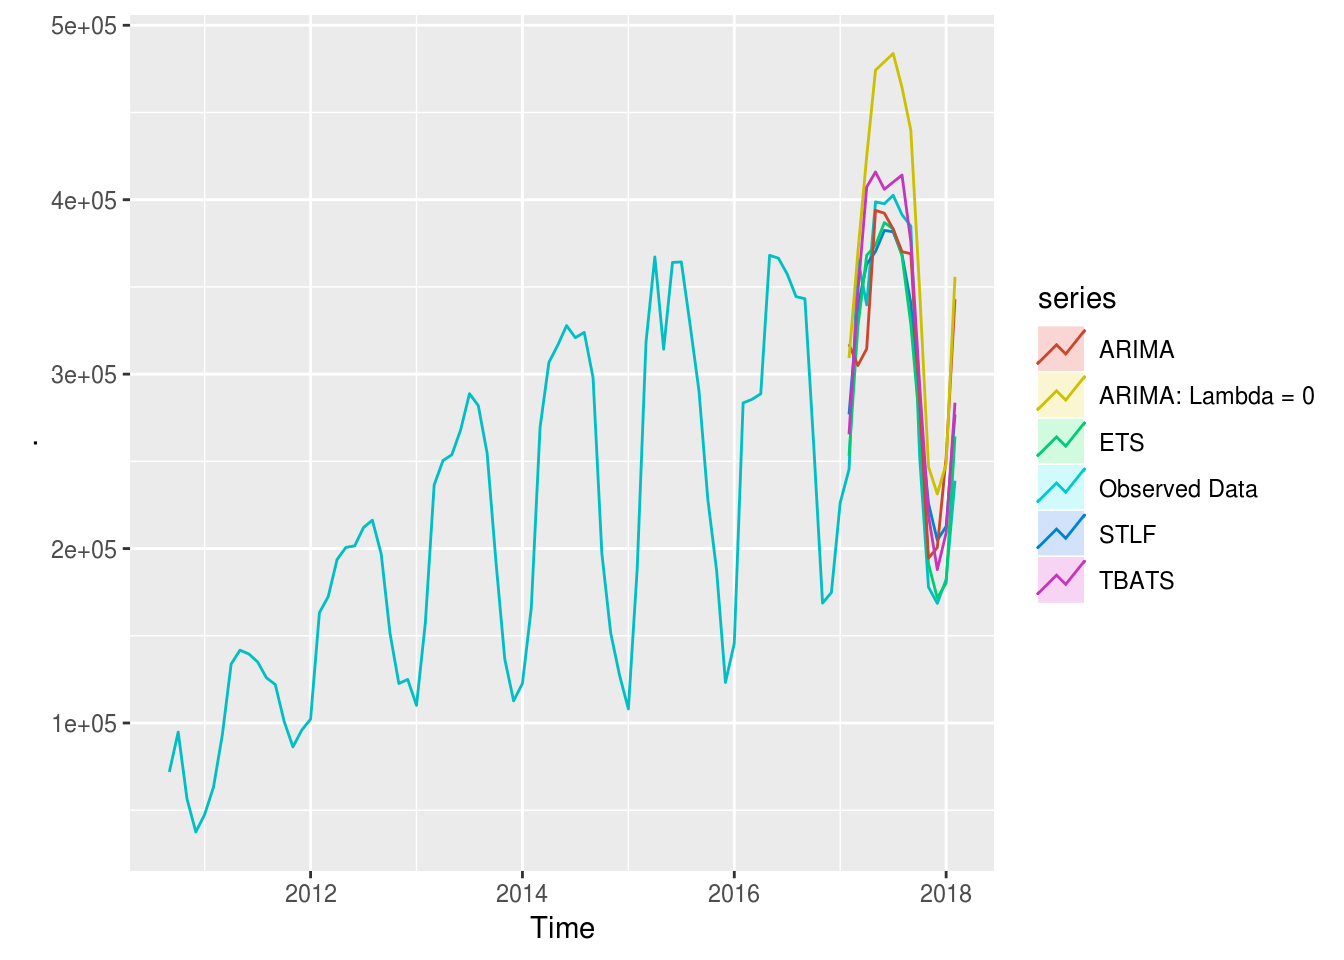 5e+05
4e+05
3e+05
2e+05
1e+05
.
2012 2014 2016 2018
Time
series
ARIMA
ARIMA: Lambda = 0
ETS
Observed Data
STLF
TBATS